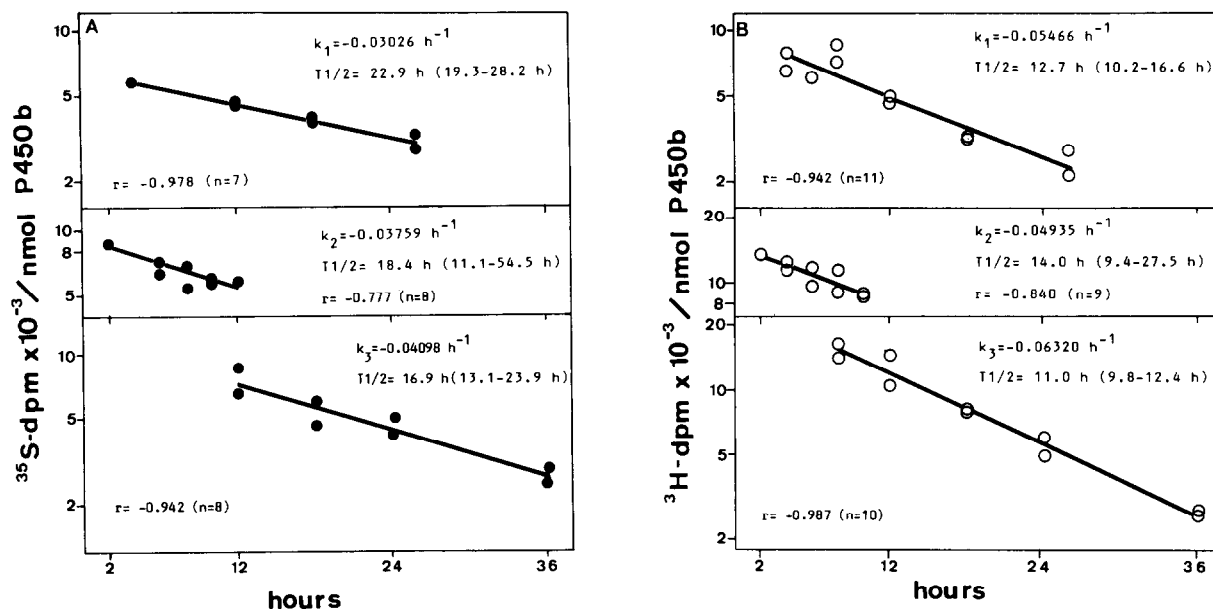 A
10
5
2
k1=-0.03026 h⁻¹
T1/2= 22.9 h (19.3-28.2 h)
r= -0.978 (n=7)
10
8
5
k2=-0.03759 h⁻¹
T1/2= 18.4 h (11.1-54.5 h)
r= -0.777 (n=8)
10
5
2
k3=-0.04098 h⁻¹
T1/2= 16.9 h(13.1-23.9 h)
r= -0.942 (n=8)
³⁵S-dpm x10⁻³/nmol P450b
2 12 24 36
hours
B
10
5
2
k1=-0.05466 h⁻¹
T1/2= 12.7 h (10.2-16.6 h)
r= -0.942 (n=11)
20
10
8
k2=-0.04935 h⁻¹
T1/2= 14.0 h (9.4-27.5 h)
r= -0.840 (n=9)
20
10
5
2
k3=-0.06320 h⁻¹
T1/2= 11.0 h (9.8-12.4 h)
r= -0.987 (n=10)
³H-dpm x 10⁻³ / nmol P450b
2 12 24 36
hours